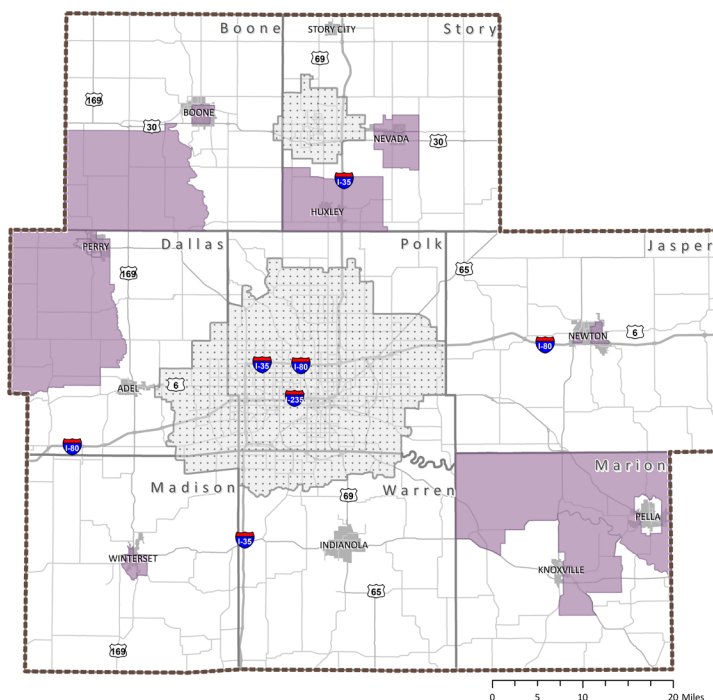 Boone
Story
STORY CITY
69
169
BOONE
30
NEVADA
30
I-35
HUXLEY
PERRY
Dallas
Polk
Jasper
169
65
I-80
NEWTON
6
I-35
I-80
ADEL
6
I-235
I-80
Madison
Warren
Marion
69
PELLA
I-35
INDIANOLA
WINTERSET
KNOXVILLE
65
169
0 5 10 20 Miles